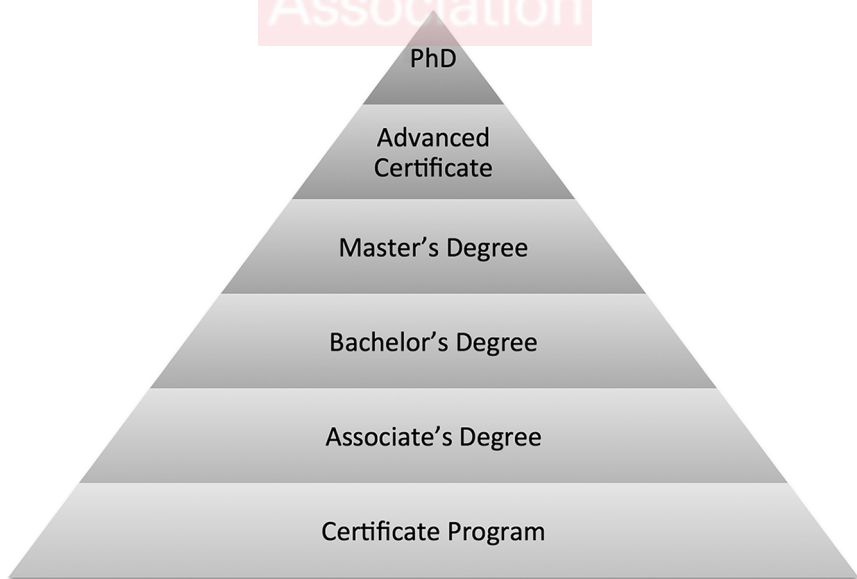 Association
PhD
Advanced
Certificate
Master's Degree
Bachelor's Degree
Associate's Degree
Certificate Program